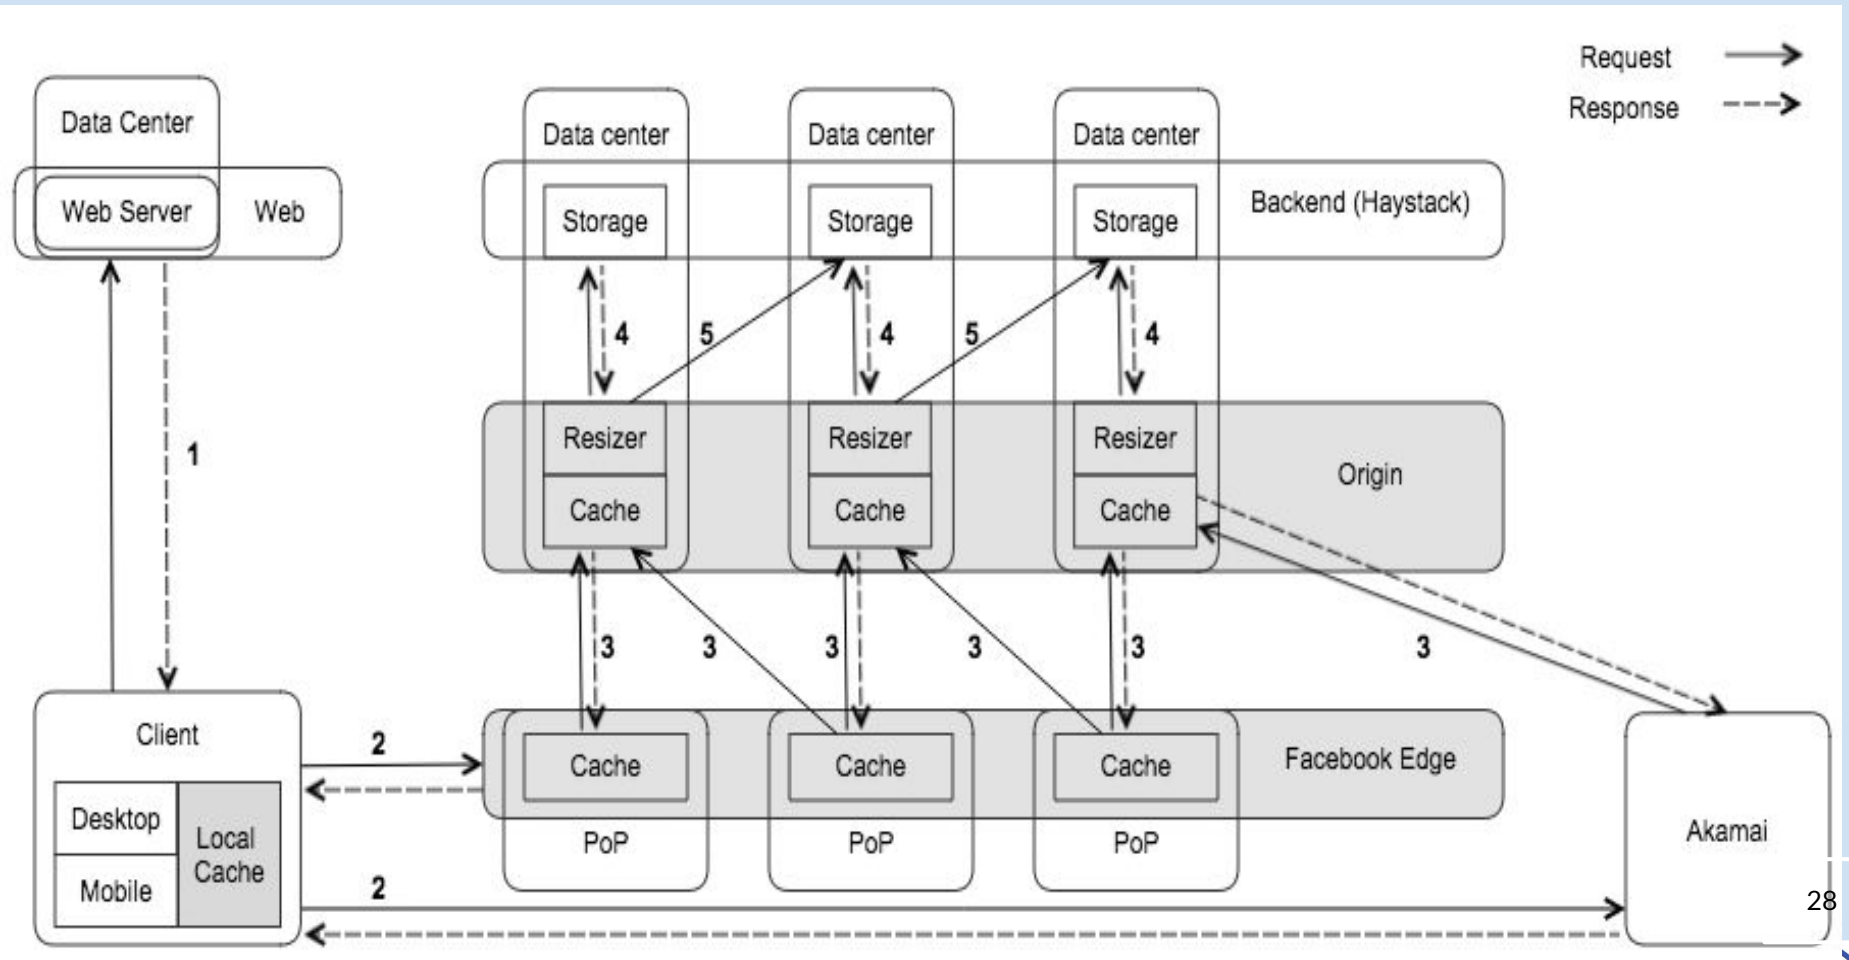 Request
Response
Data Center
Data center
Data center
Data center
Web Server
Web
Storage
Storage
Storage
Backend (Haystack)
4
5
4
5
4
1
Resizer
Resizer
Resizer
Origin
Cache
Cache
Cache
3
3
3
3
3
3
Client
2
Cache
Cache
Cache
Facebook Edge
Desktop
Local
Cache
Mobile
PoP
PoP
PoP
Akamai
2
28